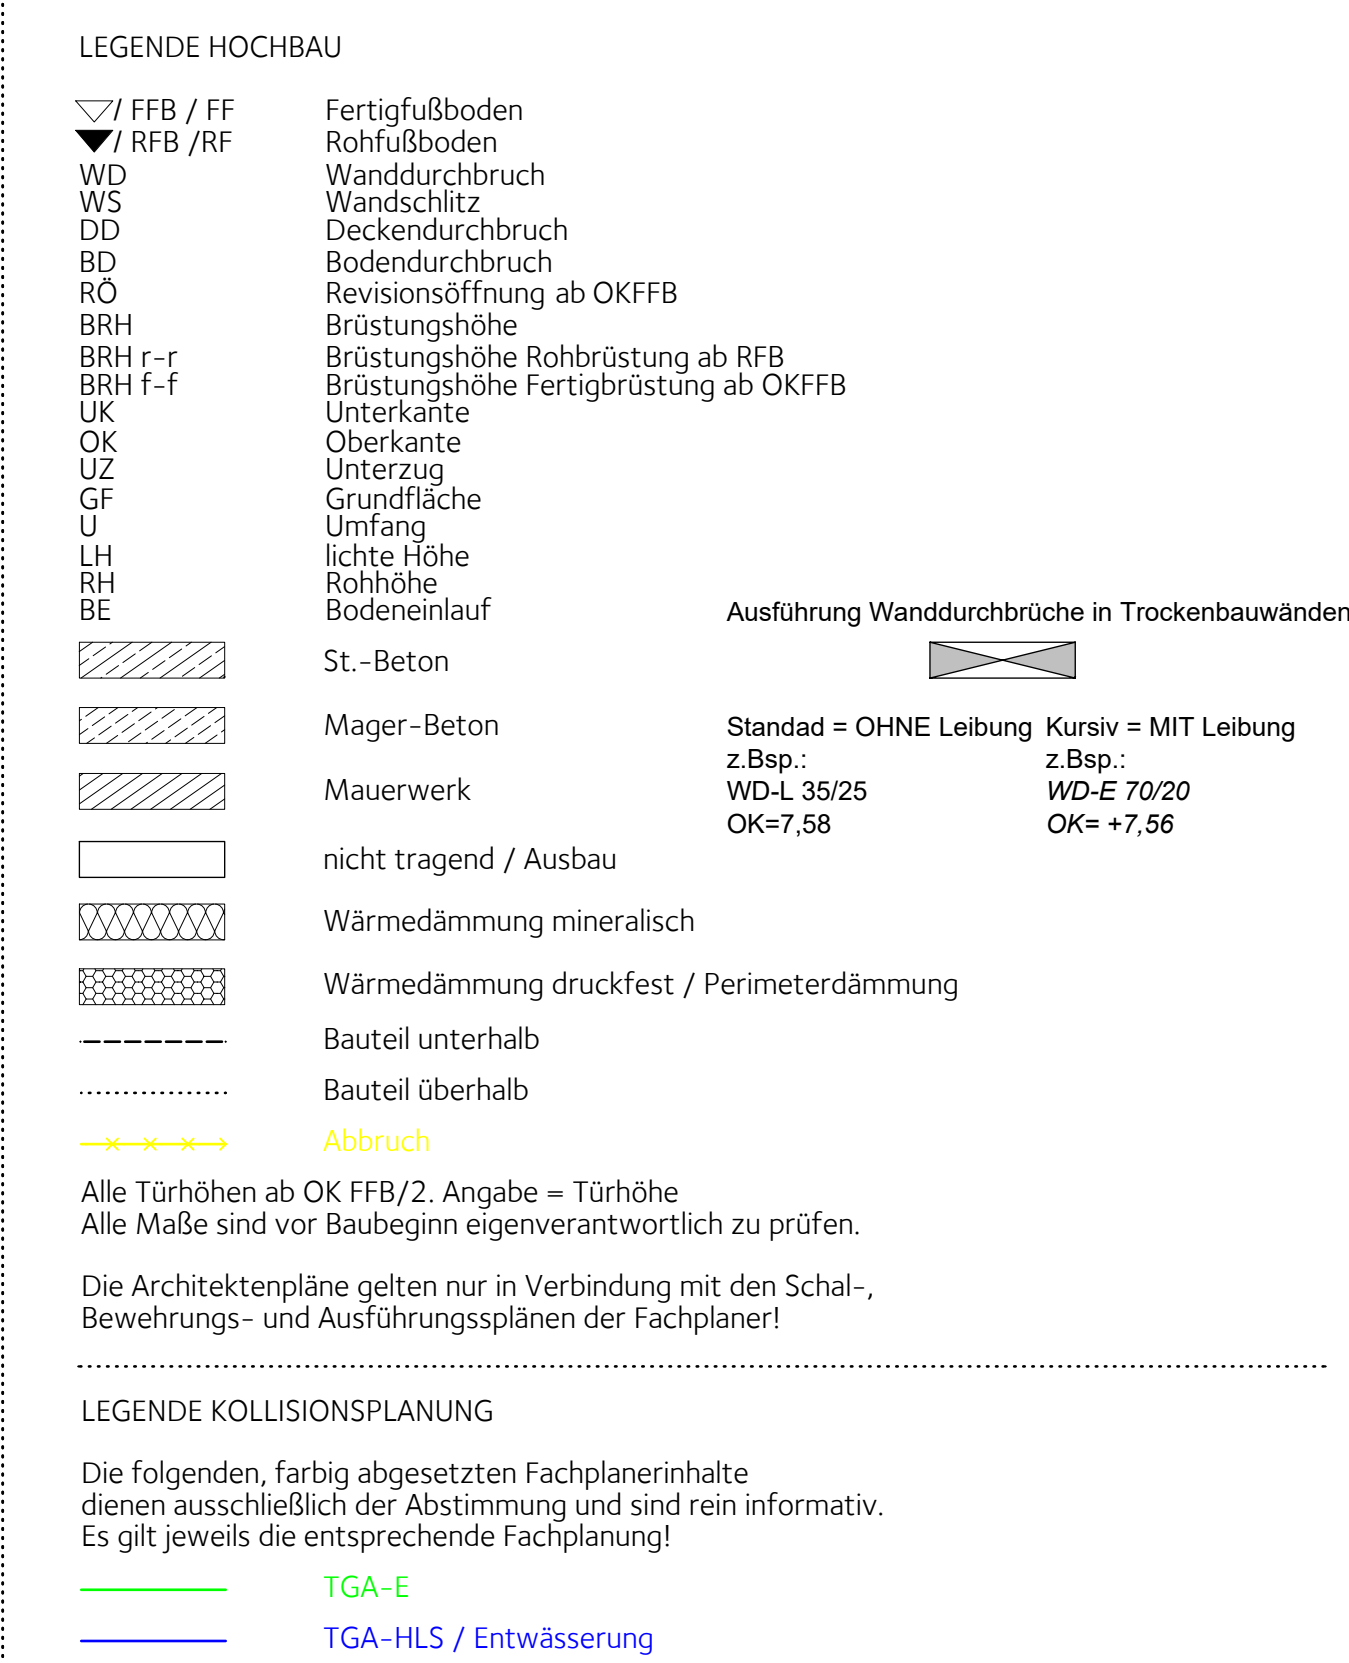 LEGENDE HOCHBAU
/ FFB / FF Fertigfußboden
/ RFB /RF Rohfußboden
WD Wanddurchbruch
WS Wandschlitz
DD Deckendurchbruch
BD Bodendurchbruch
RÖ Revisionsöffnung ab OKFFB
BRH Brüstungshöhe
BRH r-r Brüstungshöhe Rohbrüstung ab RFB
BRH f-f Brüstungshöhe Fertigbrüstung ab OKFFB
UK Unterkante
OK Oberkante
UZ Unterzug
GF Grundfläche
U Umfang
LH lichte Höhe
RH Rohhöhe
BE Bodeneinlauf
St.-Beton
Mager-Beton
Mauerwerk
nicht tragend / Ausbau
Wärmedämmung mineralisch
Wärmedämmung druckfest / Perimeterdämmung
Bauteil unterhalb
Bauteil überhalb
Abbruch
Ausführung Wanddurchbrüche in Trockenbauwänden
Standad = OHNE Leibung Kursiv = MIT Leibung
z.Bsp.: z.Bsp.:
WD-L 35/25 WD-E 70/20
OK=7,58 OK= +7,56
Alle Türhöhen ab OK FFB/2. Angabe = Türhöhe
Alle Maße sind vor Baubeginn eigenverantwortlich zu prüfen.
Die Architektenpläne gelten nur in Verbindung mit den Schal-,
Bewehrungs- und Ausführungssplänen der Fachplaner!
LEGENDE KOLLISIONSPLANUNG
Die folgenden, farbig abgesetzten Fachplanerinhalte
dienen ausschließlich der Abstimmung und sind rein informativ.
Es gilt jeweils die entsprechende Fachplanung!
TGA-E
TGA-HLS / Entwässerung